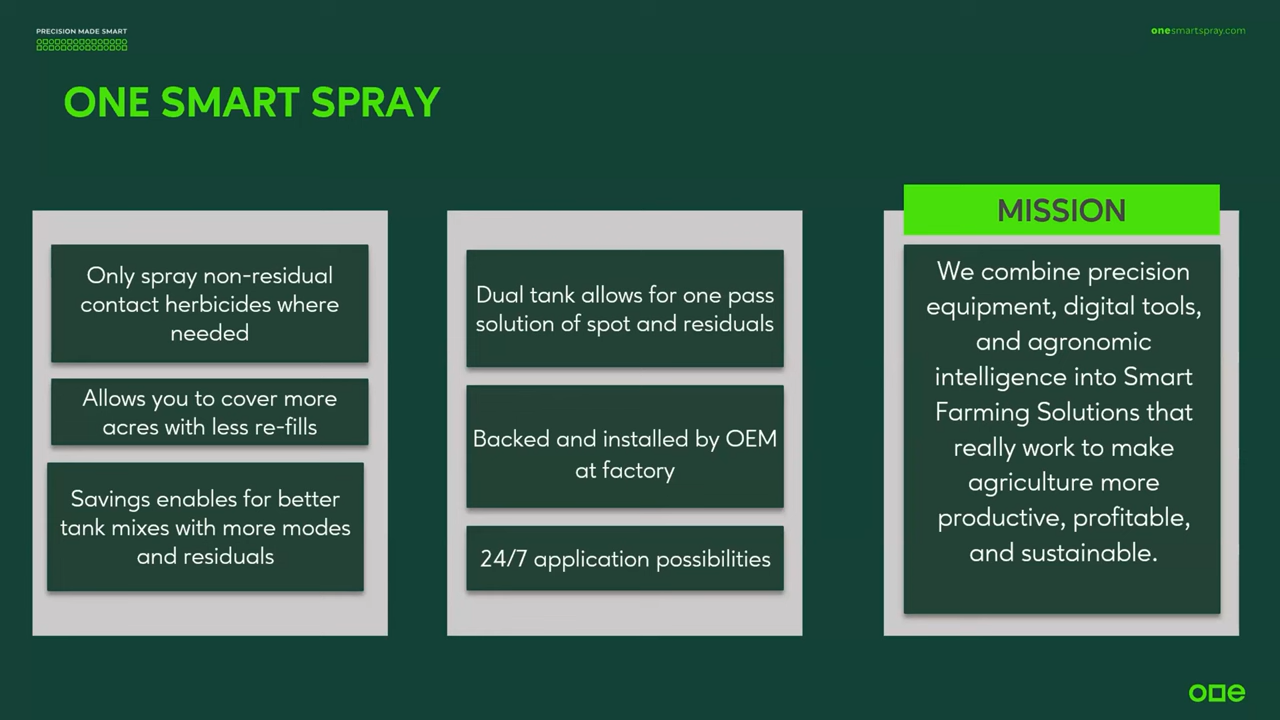 PRECISION MADE SMART
onesmartspray.com
ONE SMART SPRAY
Only spray non-residual
contact herbicides where
needed
Allows you to cover more
acres with less re-fills
Savings enables for better
tank mixes with more modes
and residuals
Dual tank allows for one pass
solution of spot and residuals
Backed and installed by OEM
at factory
24/7 application possibilities
MISSION
We combine precision
equipment, digital tools,
and agronomic
intelligence into Smart
Farming Solutions that
really work to make
agriculture more
productive, profitable,
and sustainable.
one